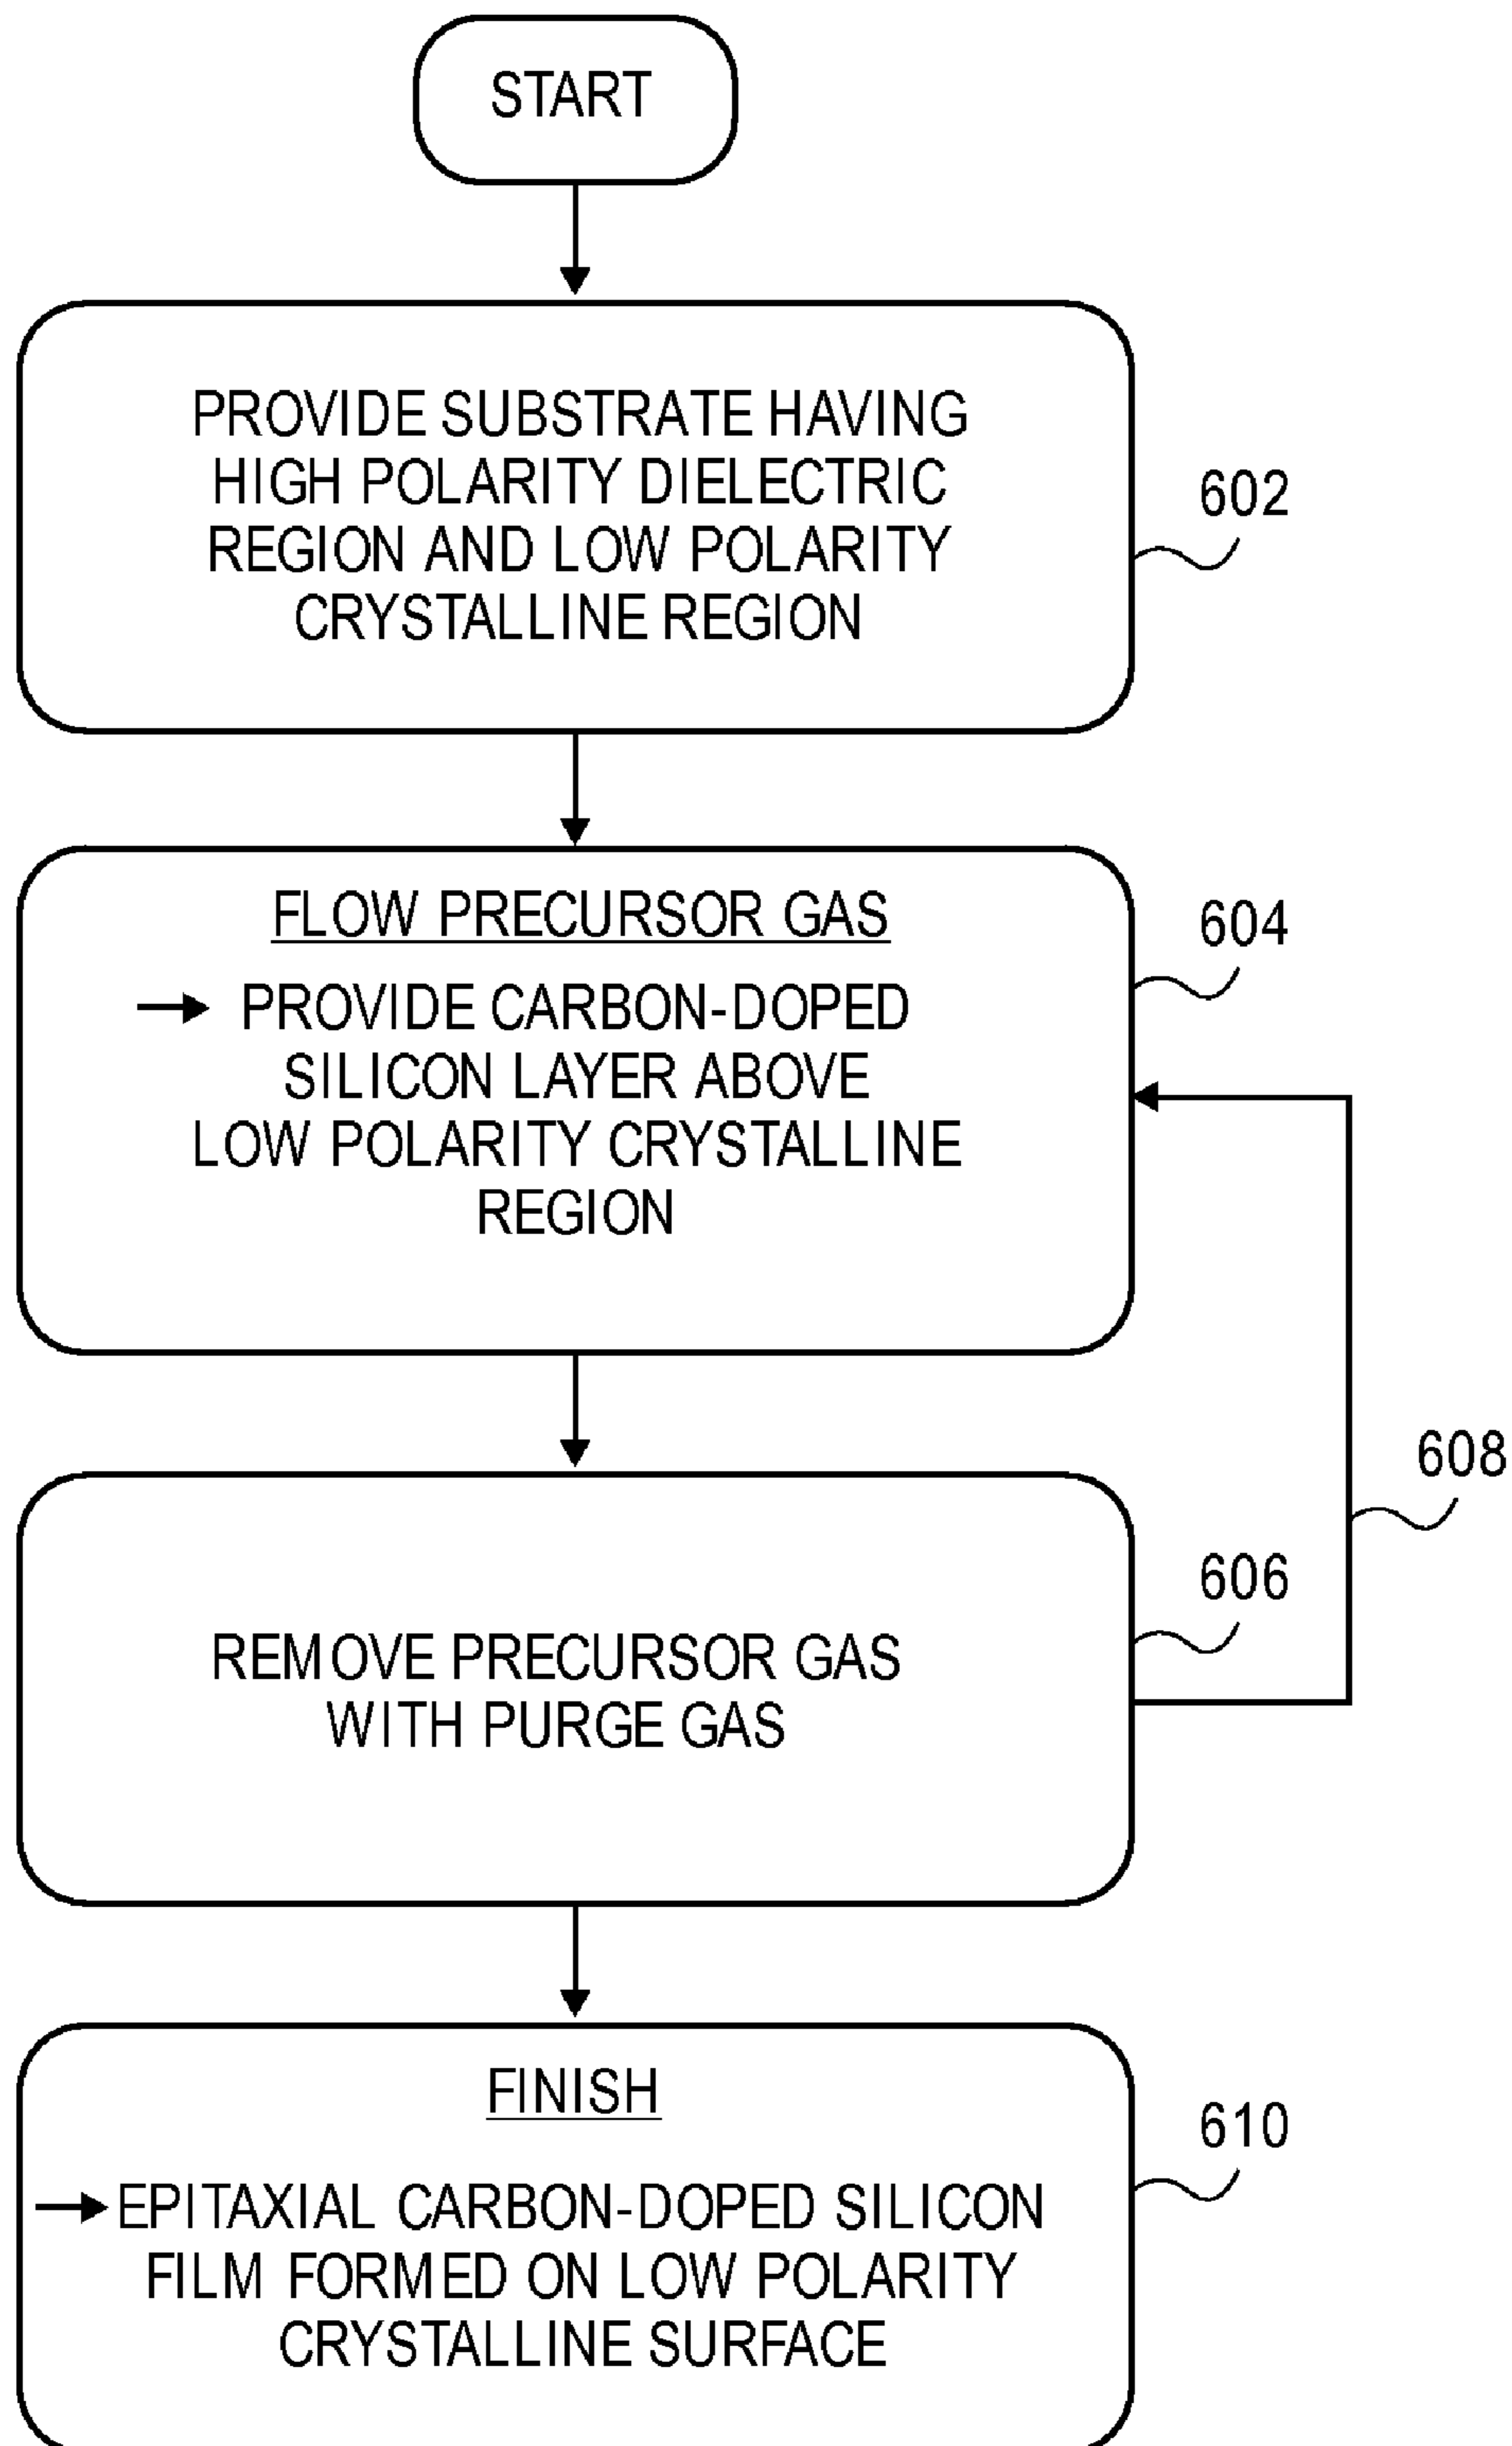 START
PROVIDE SUBSTRATE HAVING
HIGH POLARITY DIELECTRIC
REGION AND LOW POLARITY
CRYSTALLINE REGION
602
FLOW PRECURSOR GAS
PROVIDE CARBON-DOPED
SILICON LAYER ABOVE
LOW POLARITY CRYSTALLINE
REGION
604
608
REMOVE PRECURSOR GAS
WITH PURGE GAS
606
FINISH
EPITAXIAL CARBON-DOPED SILICON
FILM FORMED ON LOW POLARITY
CRYSTALLINE SURFACE
610